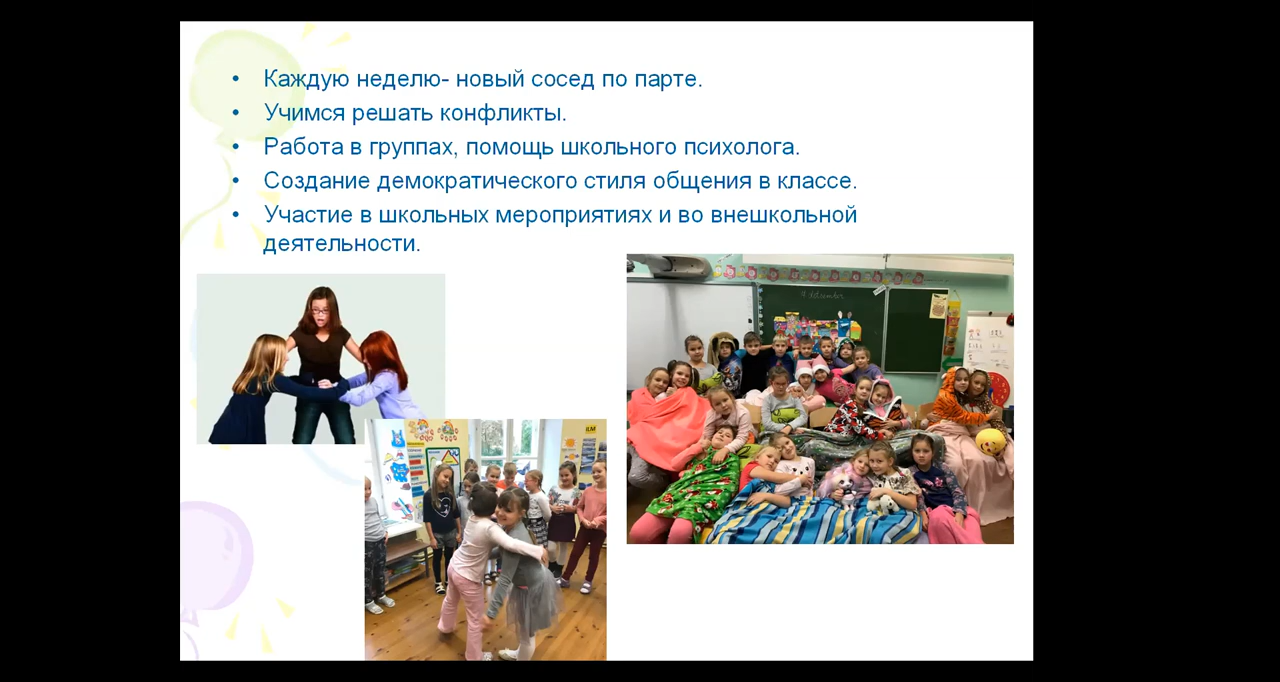 • Каждую неделю- новый сосед по парте.
• Учимся решать конфликты.
• Работа в группах, помощь школьного психолога.
• Создание демократического стиля общения в классе.
• Участие в школьных мероприятиях и во внешкольной
деятельности.
ILM